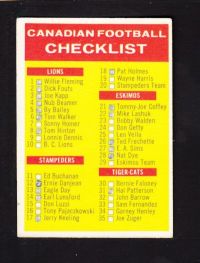 CANADIAN FOOTBALL
CHECKLIST
LIONS
1 Willie Fleming
2 Dick Fouts
3 Joe Kapp
4 Nub Beamer
5 By Bailey
6 Tom Walker
7 Sonny Homer
8 Tom Hinton
9 Lonnie Dennis
10 B. C. Lions
STAMPEDERS
11 Ed Buchanan
12 Ernie Danjean
13 Eagle Day
14 Earl Lunsford
15 Don Luzzi
16 Tony Pajaczkowski
17 Jerry Keeling
18 Pat Holmes
19 Wayne Harris
20 Stampeders Team
ESKIMOS
21 Tommy Joe Coffey
22 Mike Lashuk
23 Bobby Walden
24 Don Getty
25 Len Vella
26 Ted Frechette
27 E. A. Sims
28 Nat Dye
29 Eskimos Team
TIGER-CATS
30 Bernie Faloney
31 Hal Patterson
32 John Barrow
33 Sam Fernandez
34 Garney Henley
35 Joe Zuger